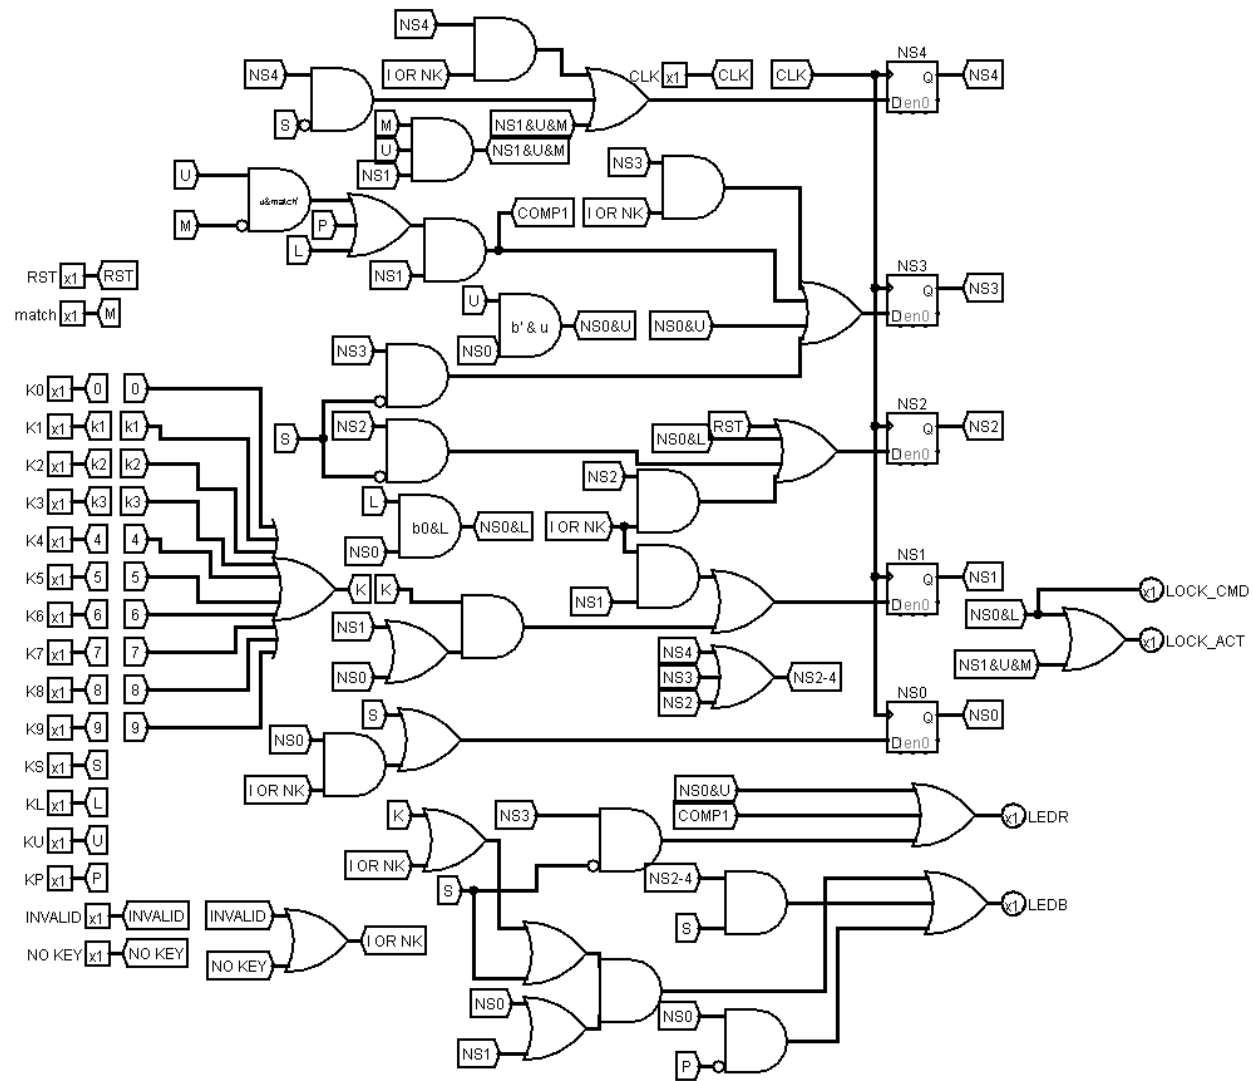 NS4
NS4
I OR NK
CLK x1 CLK
CLK
NS4
Q
NS4
Den0
S
M
U
NS1
NS1&U&M
NS1&U&M
U
M
u&match'
P
L
NS1
COMP1
NS3
I OR NK
RST x1 RST
match x1 M
U
NS0
b' & u
NS0&U
NS0&U
NS3
Q
NS3
Den0
NS3
S
NS2
RST
NS0&L
NS2
Q
NS2
Den0
K0 x1 0 0
K1 x1 k1 k1
K2 x1 k2 k2
K3 x1 k3 k3
K4 x1 4 4
K5 x1 5 5
K6 x1 6 6
K7 x1 7 7
K8 x1 8 8
K9 x1 9 9
KS x1 S
KL x1 L
KU x1 U
KP x1 P
L
NS0
b0&L
NS0&L
NS2
I OR NK
NS1
NS1
Q
NS1
Den0
K
K
NS1
NS0
NS4
NS3
NS2
NS2-4
NS0&L
NS1&U&M
x1 LOCK_CMD
x1 LOCK_ACT
S
NS0
I OR NK
NS0
Q
NS0
Den0
K
I OR NK
S
NS3
NS0&U
COMP1
x1 LEDR
NS2-4
S
x1 LEDB
INVALID x1 INVALID
INVALID
NO KEY x1 NO KEY
NO KEY
I OR NK
NS0
NS1
NS0
P